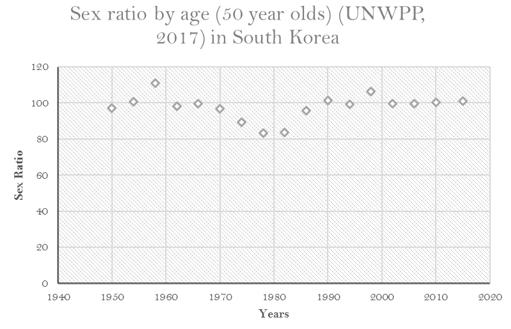 Sex ratio by age (50 year olds) (UNWPP,
2017) in South Korea
120
100
80
60
40
20
0
Sex Ratio
1940 1950 1960 1970 1980 1990 2000 2010 2020
Years